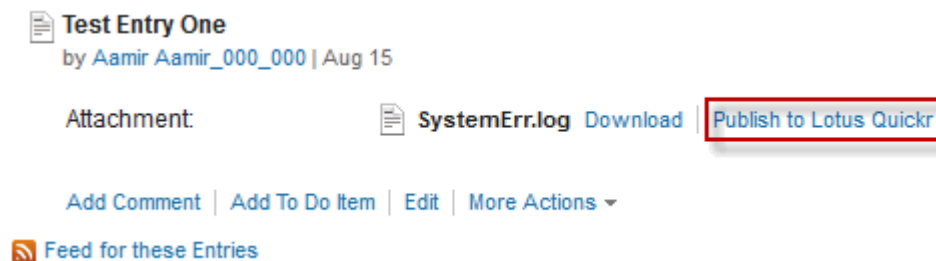 Test Entry One
by Aamir Aamir_000_000 | Aug 15
Attachment: SystemErr.log Download | Publish to Lotus Quickr
Add Comment | Add To Do Item | Edit | More Actions
Feed for these Entries